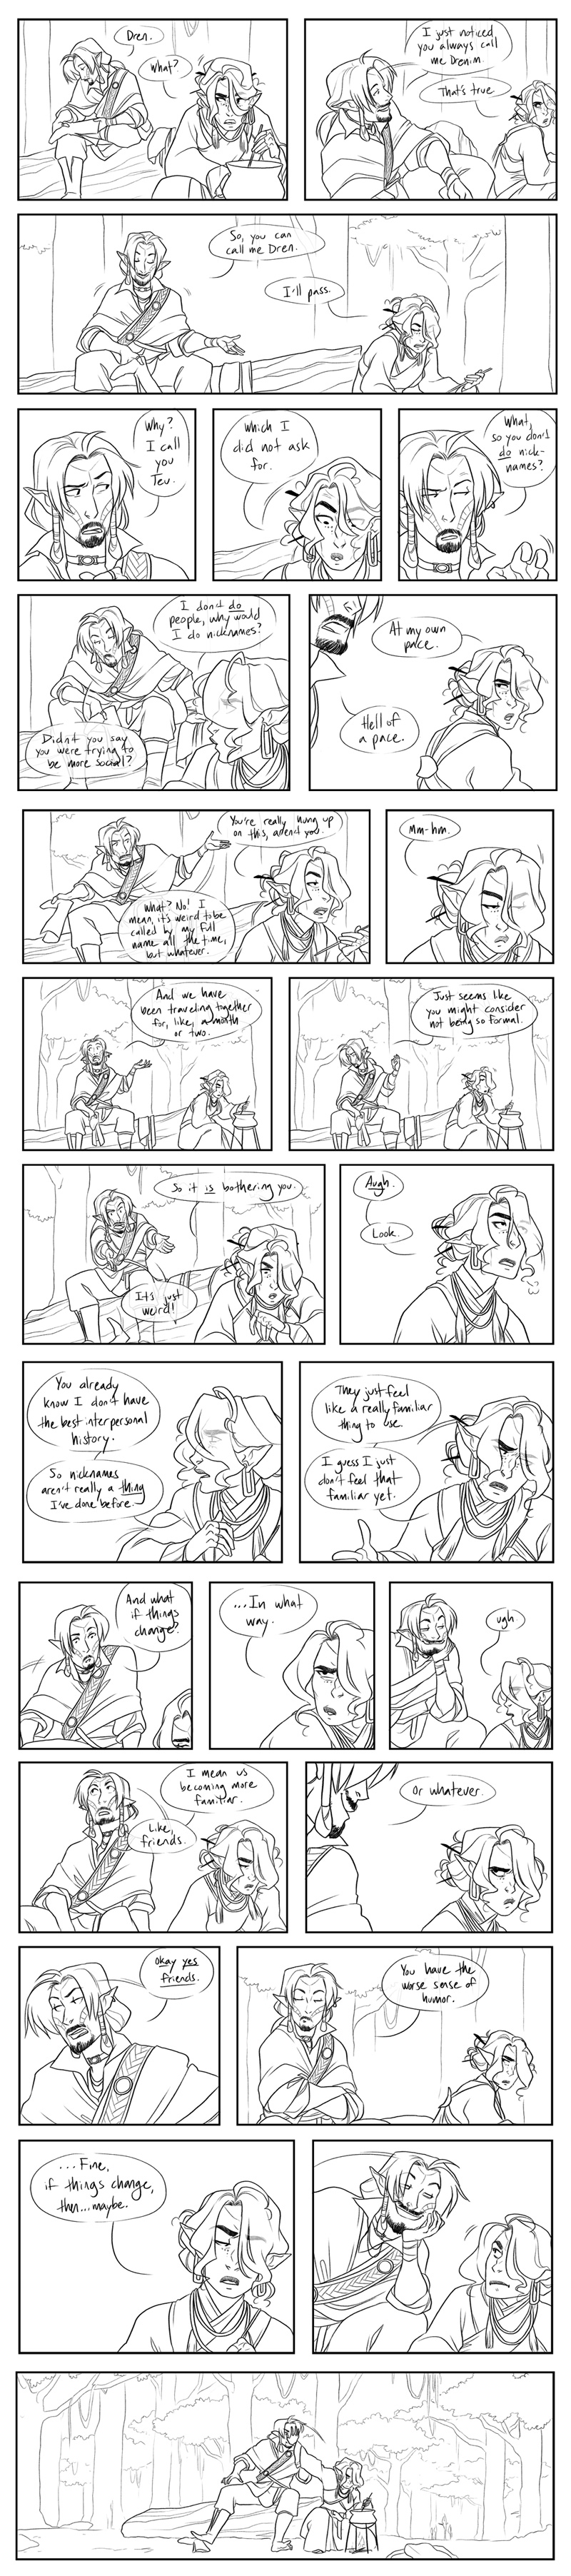 Dren.
What?
I just noticed
you always call
me Drenim.
That's true
So, you can
call me Dren.
I'll pass.
Why?
I call
you
Teu.
Which I
did not ask
for.
What,
so you don't
do nick-
names?
I don't do
people, why would
I do nicknames?
Didn't you say
you were trying to
be more social?
At my own
pace.
Hell of
a pace.
You're really hung up
on this, aren't you.
What? No! I
mean, it's weird to be
called by my full
name all the time,
but whatever.
Mm-hm.
And we have
been traveling together
for, like, a month
or two.
Just seems like
you might consider
not being so formal.
So it is bothering you.
It's just
weird!
Augh.
Look.
You already
know I don't have
the best interpersonal
history.
So nicknames
aren't really a thing
I've done before.
They just feel
like a really familiar
thing to use.
I guess I just
don't feel that
familiar yet.
And what
if things
change?
...In what
way.
ugh
I mean us
becoming more
familiar.
Like,
friends.
Or whatever.
Okay yes
friends.
You have the
worse sense of
humor.
...Fine,
if things change,
then...maybe.